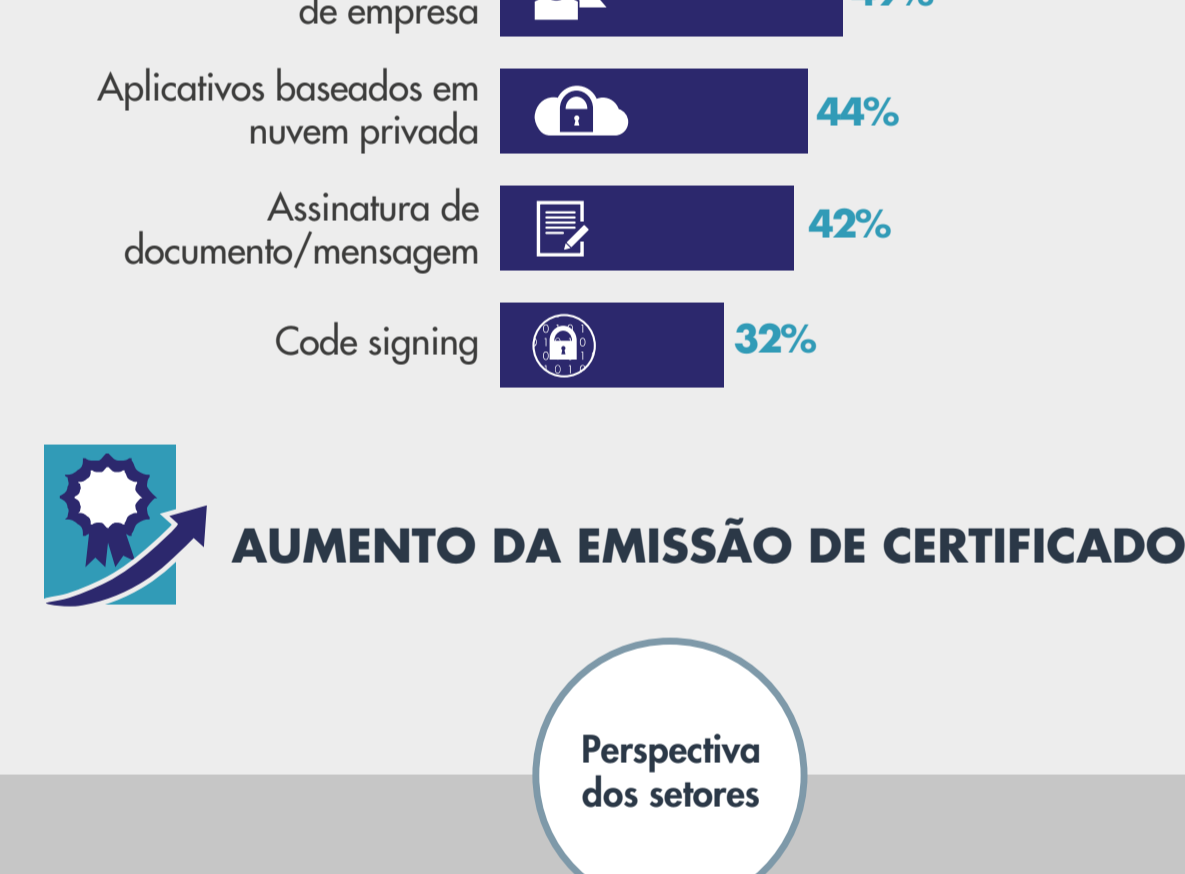 de empresa
49%
Aplicativos baseados em
nuvem privada
44%
Assinatura de
documento/mensagem
42%
Code signing
32%
AUMENTO DA EMISSÃO DE CERTIFICADO
Perspectiva
dos setores